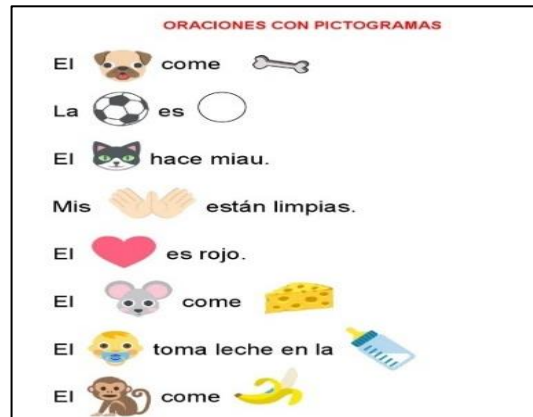 ORACIONES CON PICTOGRAMAS
El come
La es
El hace miau.
Mis están limpias.
El es rojo.
El come
El toma leche en la
El come